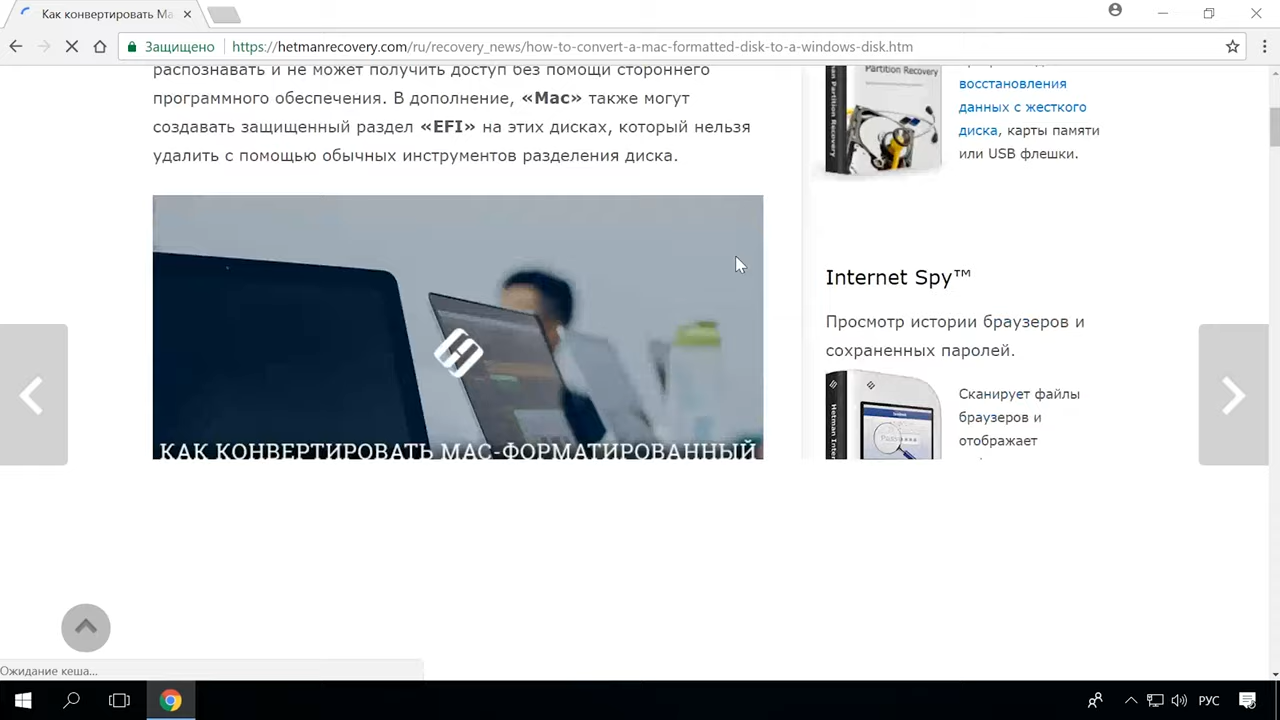 Как конвертировать Ma
Защищено
https://hetmanrecovery.com/ru/recovery_news/how-to-convert-a-mac-formatted-disk-to-a-windows-disk.htm
распознавать и не может получить доступ без помощи стороннего
программного обеспечения. В дополнение, «Mac» также могут
создавать защищенный раздел «EFI» на этих дисках, который нельзя
удалить с помощью обычных инструментов разделения диска.
КАК КОНВЕРТИРОВАТЬ MAC-ФОРМАТИРОВАННЫЙ
Partition Recovery
восстановления
данных с жесткого
диска, карты памяти
или USB флешки.
Internet Spy™
Просмотр истории браузеров и
сохраненных паролей.
Сканирует файлы
браузеров и
отображает
Ожидание кеша...
РУС